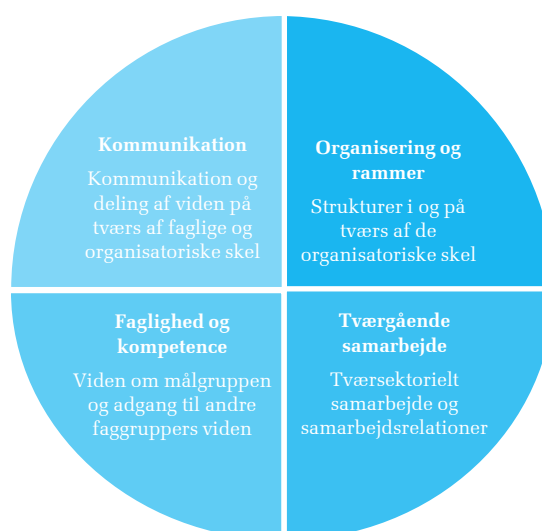 Kommunikation
Kommunikation og
deling af viden på
tværs af faglige og
organisatoriske skel
Organisering og
rammer
Strukturer i og på
tværs af de
organisatoriske skel
Faglighed og
kompetence
Viden om målgruppen
og adgang til andre
faggruppers viden
Tværgående
samarbejde
Tværsektorielt
samarbejde og
samarbejdsrelationer